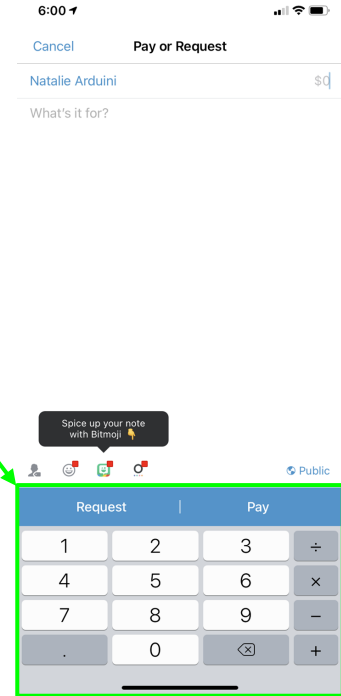 6:00
Cancel Pay or Request
Natalie Arduini $0
What's it for?
Spice up your note
with Bitmoji 👇
Public
Request | Pay
1 2 3 ÷
4 5 6 ×
7 8 9 −
. 0 +